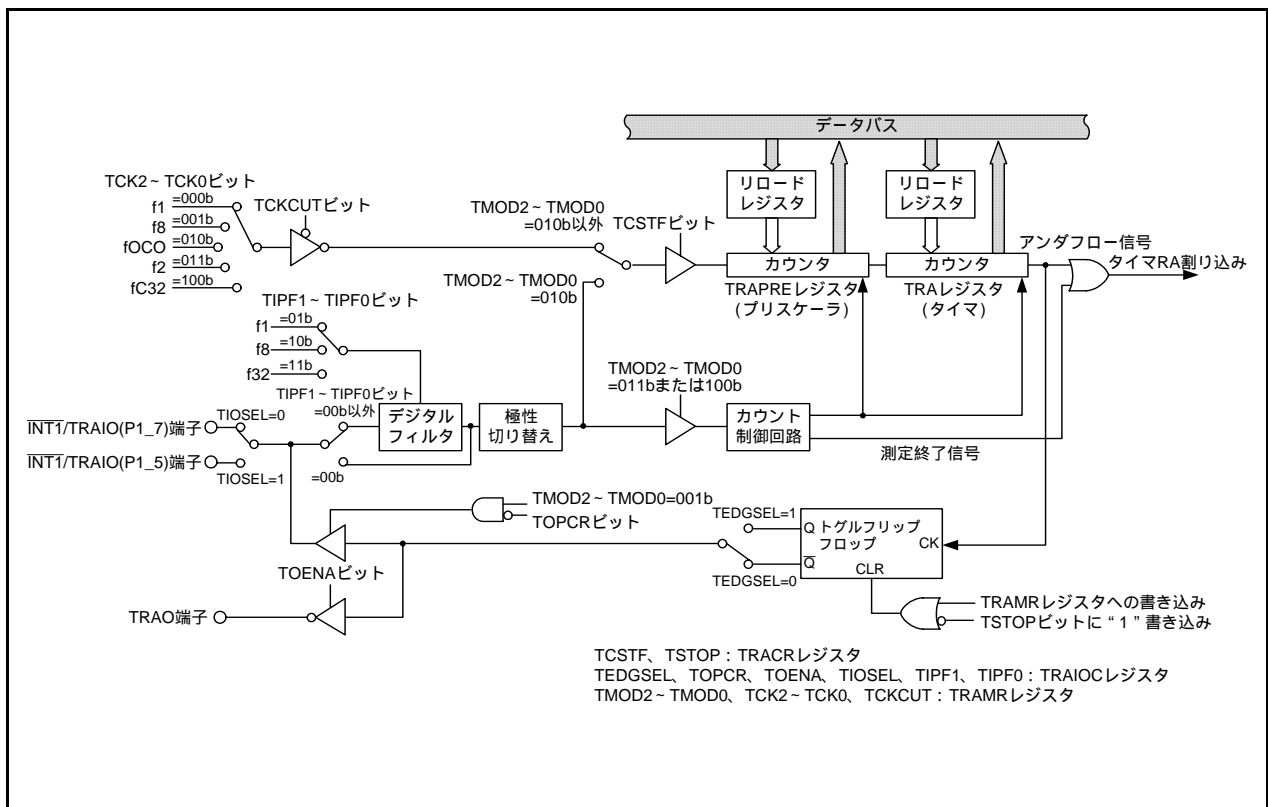 データバス
リロード
レジスタ
リロード
レジスタ
TCK2～TCK0ビット
f1 =000b
f8 =001b
fOCO =010b
f2 =011b
fC32 =100b
TCKCUTビット
TMOD2～TMOD0
=010b以外
TCSTFビット
TMOD2～TMOD0
=010b
カウンタ
TRAPREレジスタ
(プリスケーラ)
カウンタ
TRAレジスタ
(タイマ)
アンダフロー信号
タイマRA割り込み
TIPF1～TIPF0ビット
f1 =01b
f8 =10b
f32 =11b
TIPF1～TIPF0ビット
=00b以外
=00b
デジタル
フィルタ
極性
切り替え
TMOD2～TMOD0
=011bまたは100b
カウント
制御回路
測定終了信号
TIOSEL=0
INT1/TRAIO(P1_7)端子
INT1/TRAIO(P1_5)端子
TIOSEL=1
TMOD2～TMOD0=001b
TOPCRビット
TEDGSEL=1
TEDGSEL=0
Q トグルフリップ
フロップ
CK
Q
CLR
TOENAビット
TRAO端子
TRAMRレジスタへの書き込み
TSTOPビットに“1”書き込み
TCSTF、TSTOP：TRACRレジスタ
TEDGSEL、TOPCR、TOENA、TIOSEL、TIPF1、TIPF0：TRAIOCレジスタ
TMOD2～TMOD0、TCK2～TCK0、TCKCUT：TRAMRレジスタ